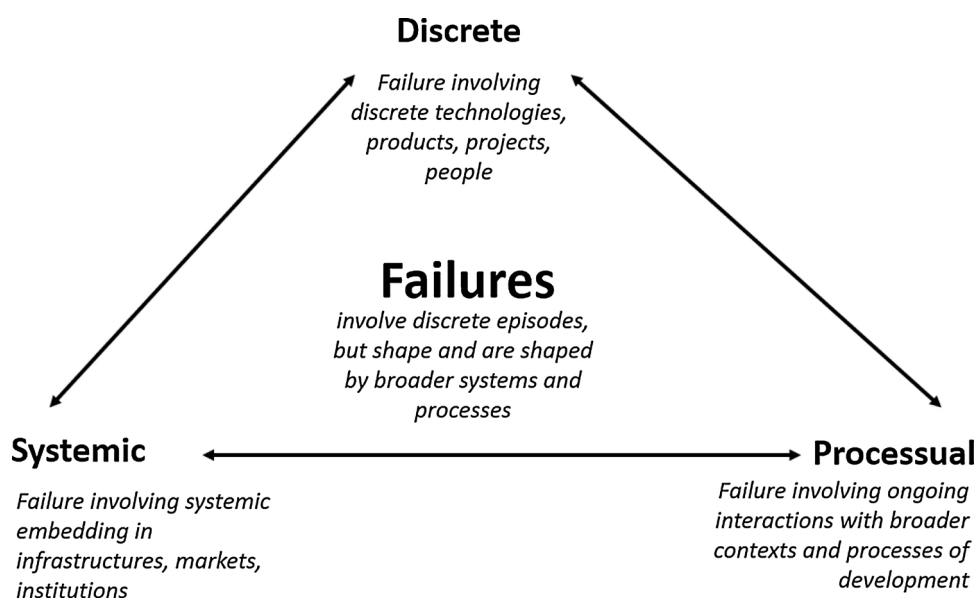 Discrete
Failure involving
discrete technologies,
products, projects,
people
Failures
involve discrete episodes,
but shape and are shaped
by broader systems and
processes
Systemic
Failure involving systemic
embedding in
infrastructures, markets,
institutions
Processual
Failure involving ongoing
interactions with broader
contexts and processes of
development